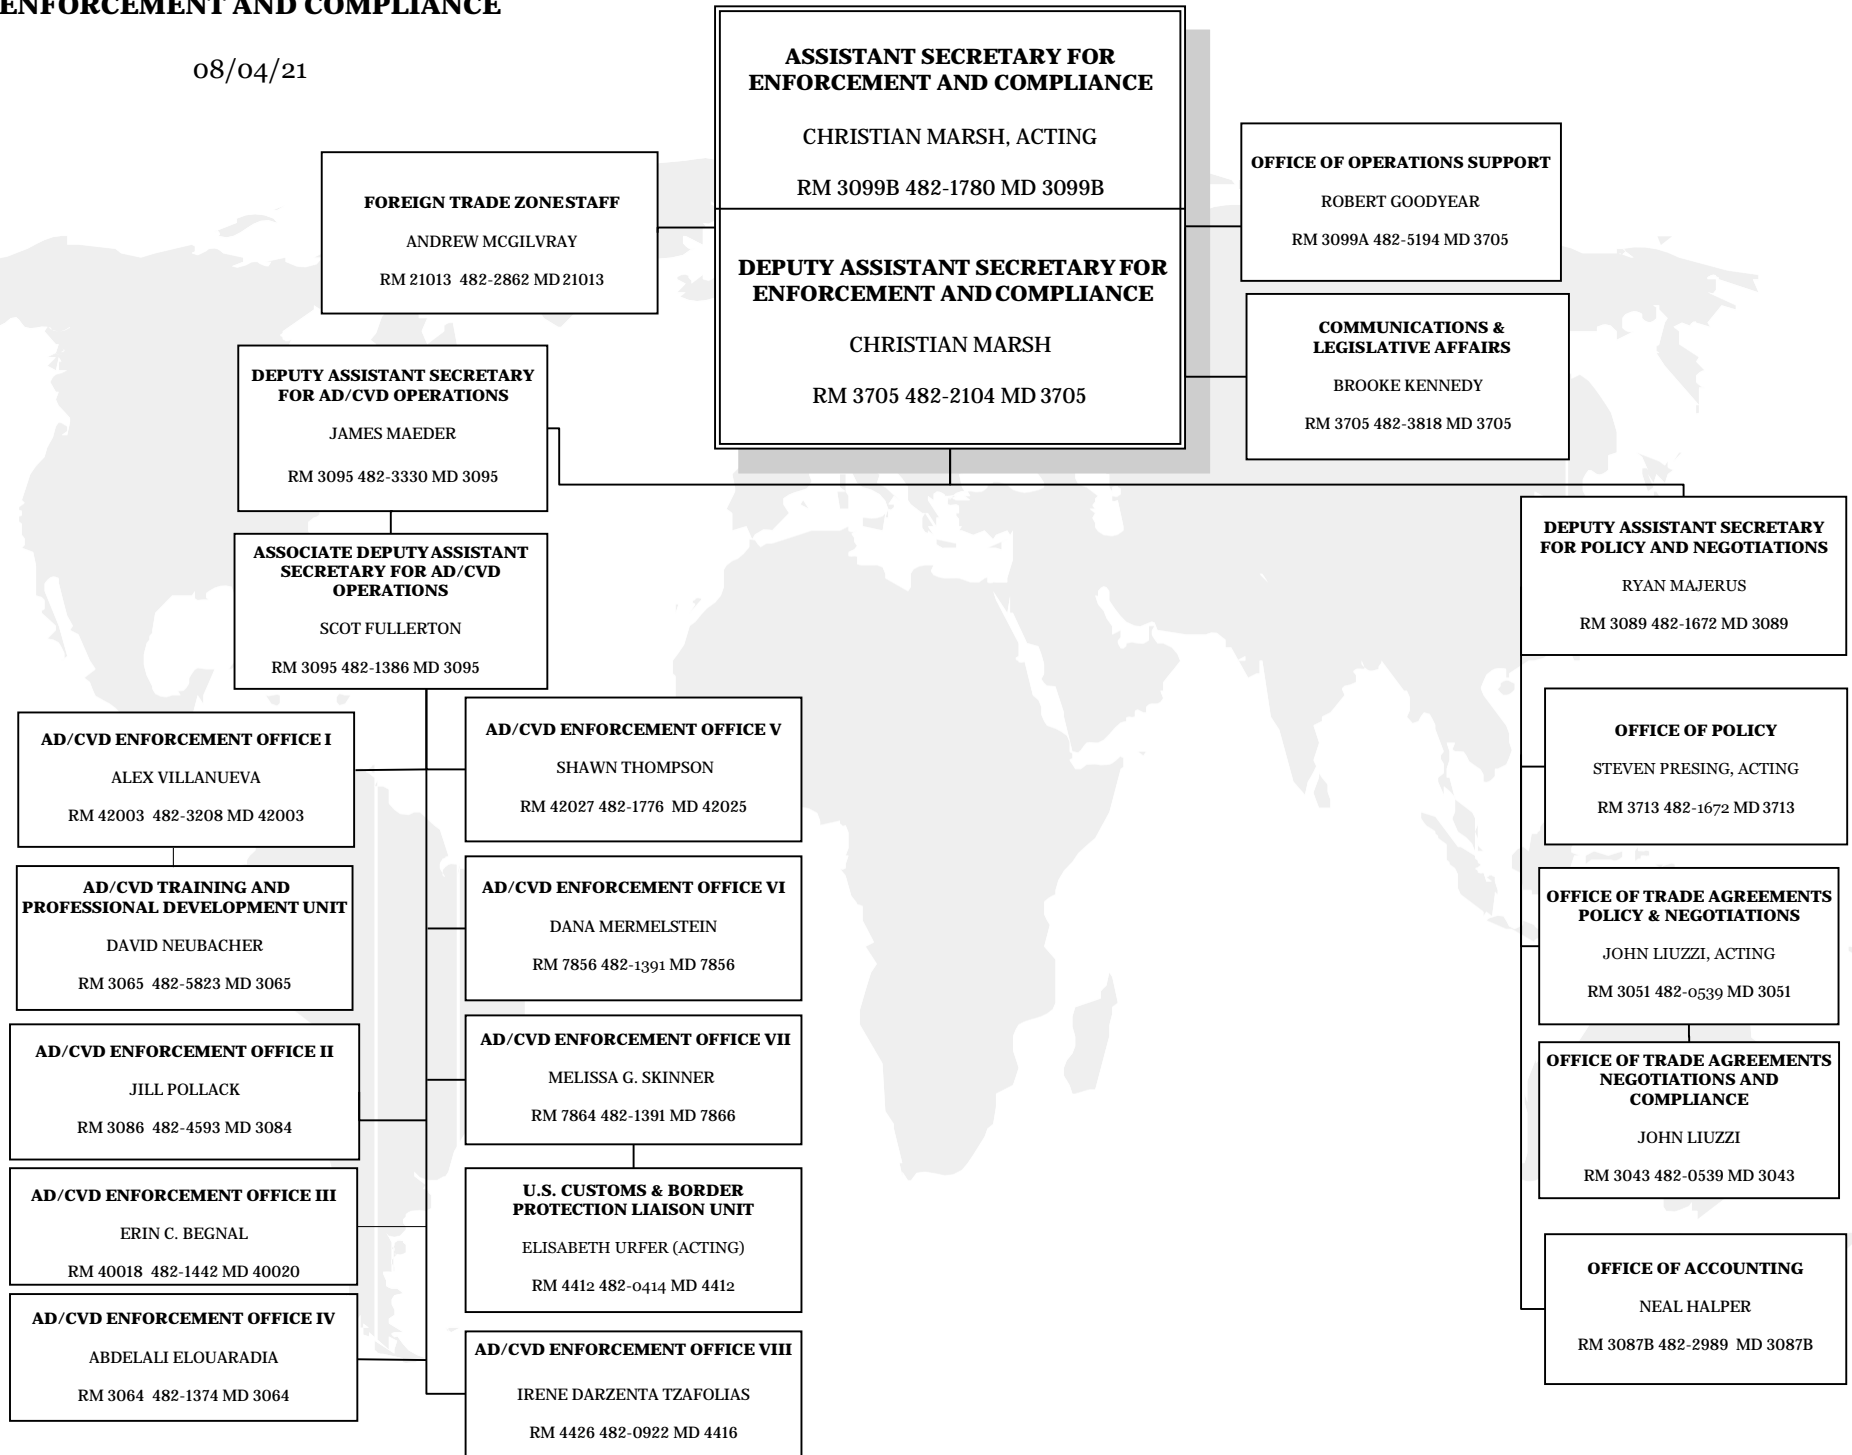 ENFORCEMENT AND COMPLIANCE
08/04/21
ASSISTANT SECRETARY FOR
ENFORCEMENT AND COMPLIANCE
CHRISTIAN MARSH, ACTING
RM 3099B 482-1780 MD 3099B
DEPUTY ASSISTANT SECRETARY FOR
ENFORCEMENT AND COMPLIANCE
CHRISTIAN MARSH
RM 3705 482-2104 MD 3705
FOREIGN TRADE ZONE STAFF
ANDREW MCGILVRAY
RM 21013 482-2862 MD 21013
OFFICE OF OPERATIONS SUPPORT
ROBERT GOODYEAR
RM 3099A 482-5194 MD 3705
COMMUNICATIONS &
LEGISLATIVE AFFAIRS
BROOKE KENNEDY
RM 3705 482-3818 MD 3705
DEPUTY ASSISTANT SECRETARY
FOR AD/CVD OPERATIONS
JAMES MAEDER
RM 3095 482-3330 MD 3095
ASSOCIATE DEPUTY ASSISTANT
SECRETARY FOR AD/CVD
OPERATIONS
SCOT FULLERTON
RM 3095 482-1386 MD 3095
AD/CVD ENFORCEMENT OFFICE I
ALEX VILLANUEVA
RM 42003 482-3208 MD 42003
AD/CVD TRAINING AND
PROFESSIONAL DEVELOPMENT UNIT
DAVID NEUBACHER
RM 3065 482-5823 MD 3065
AD/CVD ENFORCEMENT OFFICE II
JILL POLLACK
RM 3086 482-4593 MD 3084
AD/CVD ENFORCEMENT OFFICE III
ERIN C. BEGNAL
RM 40018 482-1442 MD 40020
AD/CVD ENFORCEMENT OFFICE IV
ABDELALI ELOUARADIA
RM 3064 482-1374 MD 3064
AD/CVD ENFORCEMENT OFFICE V
SHAWN THOMPSON
RM 42027 482-1776 MD 42025
AD/CVD ENFORCEMENT OFFICE VI
DANA MERMELSTEIN
RM 7856 482-1391 MD 7856
AD/CVD ENFORCEMENT OFFICE VII
MELISSA G. SKINNER
RM 7864 482-1391 MD 7866
U.S. CUSTOMS & BORDER
PROTECTION LIAISON UNIT
ELISABETH URFER (ACTING)
RM 4412 482-0414 MD 4412
AD/CVD ENFORCEMENT OFFICE VIII
IRENE DARZENTA TZAFOLIAS
RM 4426 482-0922 MD 4416
DEPUTY ASSISTANT SECRETARY
FOR POLICY AND NEGOTIATIONS
RYAN MAJERUS
RM 3089 482-1672 MD 3089
OFFICE OF POLICY
STEVEN PRESING, ACTING
RM 3713 482-1672 MD 3713
OFFICE OF TRADE AGREEMENTS
POLICY & NEGOTIATIONS
JOHN LIUZZI, ACTING
RM 3051 482-0539 MD 3051
OFFICE OF TRADE AGREEMENTS
NEGOTIATIONS AND
COMPLIANCE
JOHN LIUZZI
RM 3043 482-0539 MD 3043
OFFICE OF ACCOUNTING
NEAL HALPER
RM 3087B 482-2989 MD 3087B